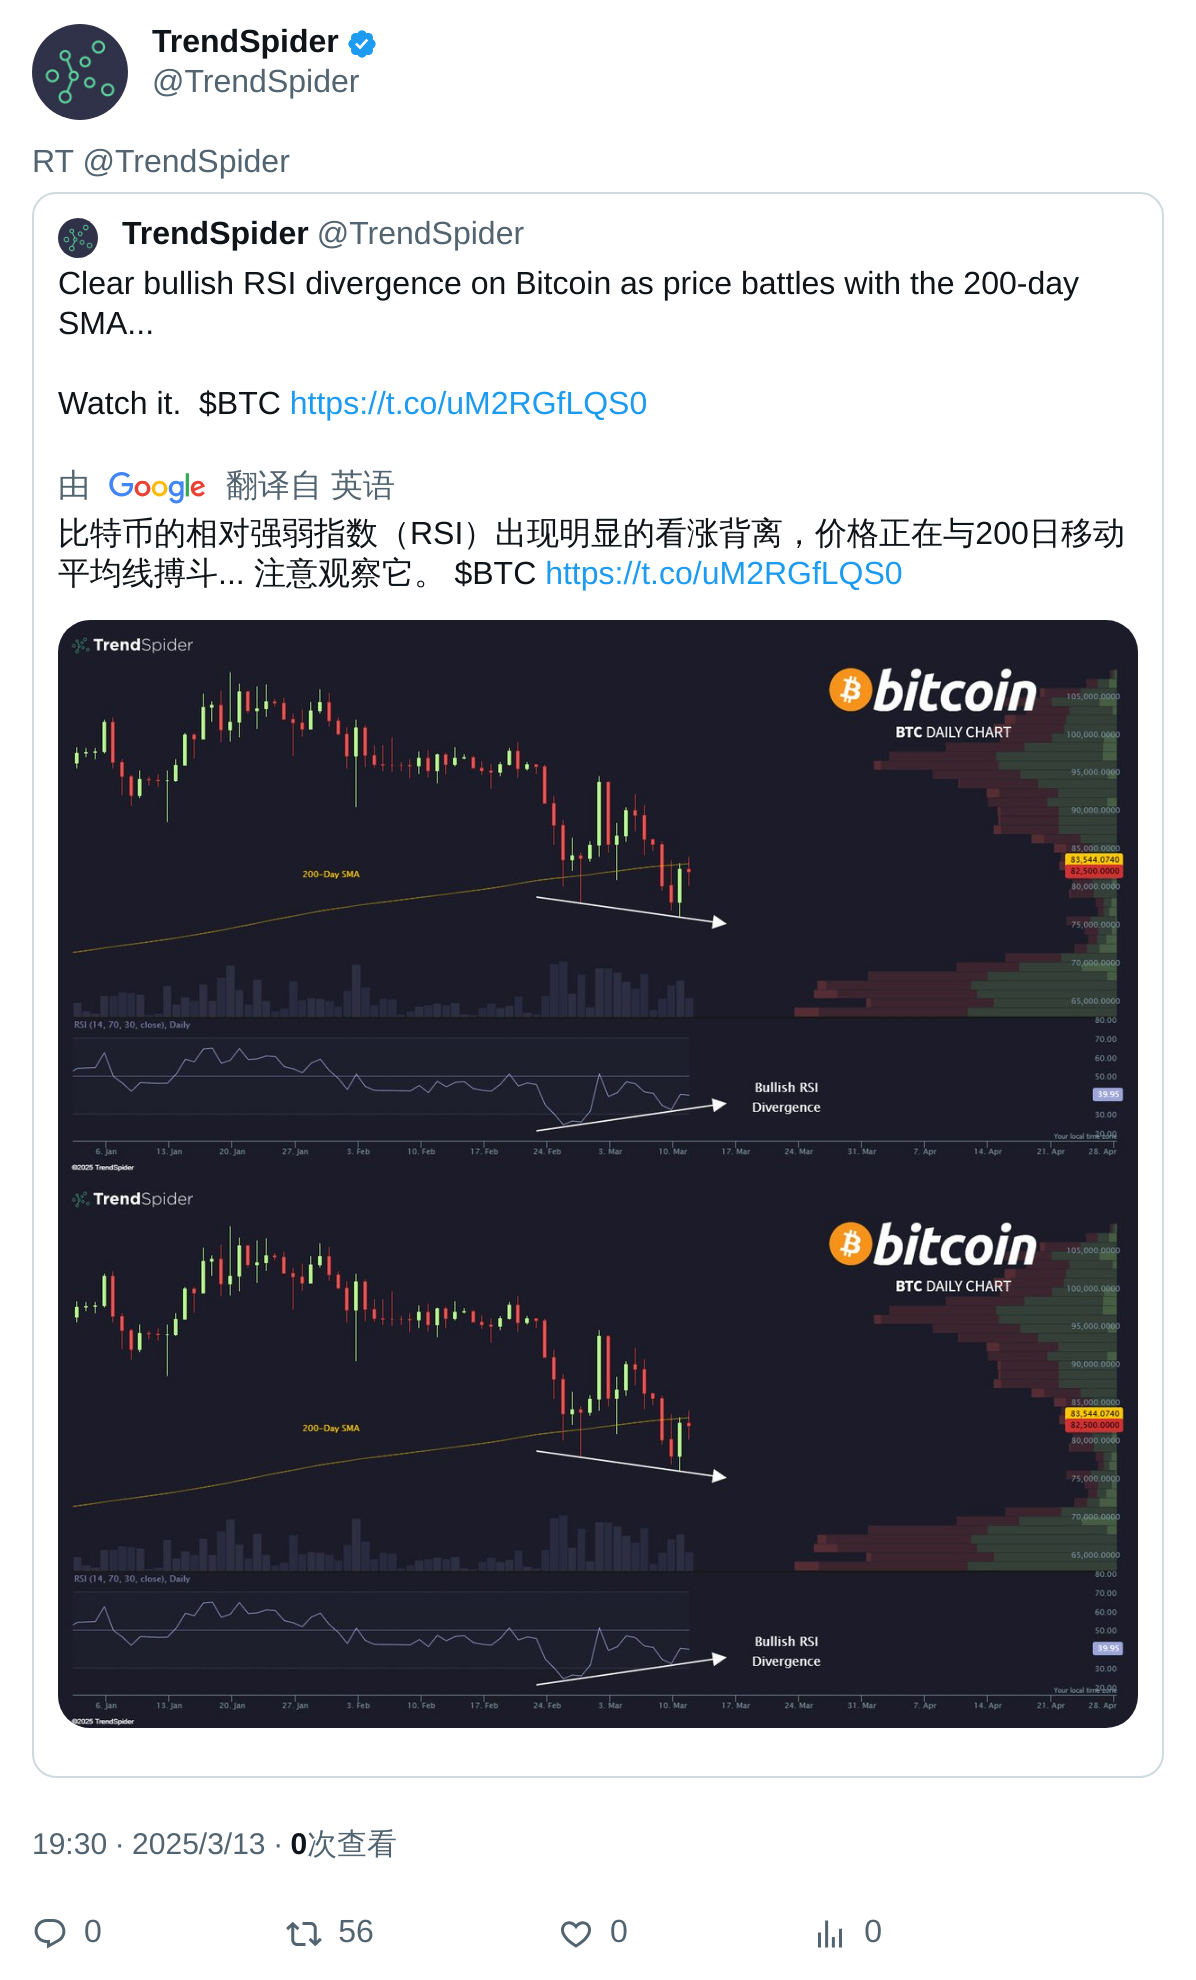 TrendSpider
@TrendSpider
RT @TrendSpider
TrendSpider @TrendSpider
Clear bullish RSI divergence on Bitcoin as price battles with the 200-day
SMA...
Watch it.  $BTC https://t.co/uM2RGfLQS0
由 Google 翻译自 英语
比特币的相对强弱指数（RSI）出现明显的看涨背离，价格正在与200日移动
平均线搏斗... 注意观察它。 $BTC https://t.co/uM2RGfLQS0
TrendSpider
bitcoin
BTC DAILY CHART
105,000.0000
100,000.0000
95,000.0000
90,000.0000
85,000.0000
83,544.0740
82,500.0000
80,000.0000
75,000.0000
70,000.0000
65,000.0000
200-Day SMA
RSI (14, 70, 30, close), Daily
80.00
70.00
60.00
50.00
39.95
30.00
20.00
Bullish RSI
Divergence
Your local time zone
6. Jan 13. Jan 20. Jan 27. Jan 3. Feb 10. Feb 17. Feb 24. Feb 3. Mar 10. Mar 17. Mar 24. Mar 31. Mar 7. Apr 14. Apr 21. Apr 28. Apr
©2025 TrendSpider
TrendSpider
bitcoin
BTC DAILY CHART
105,000.0000
100,000.0000
95,000.0000
90,000.0000
85,000.0000
83,544.0740
82,500.0000
80,000.0000
75,000.0000
70,000.0000
65,000.0000
200-Day SMA
RSI (14, 70, 30, close), Daily
80.00
70.00
60.00
50.00
39.95
30.00
20.00
Bullish RSI
Divergence
Your local time zone
6. Jan 13. Jan 20. Jan 27. Jan 3. Feb 10. Feb 17. Feb 24. Feb 3. Mar 10. Mar 17. Mar 24. Mar 31. Mar 7. Apr 14. Apr 21. Apr 28. Apr
©2025 TrendSpider
19:30 · 2025/3/13 · 0次查看
0 56 0 0